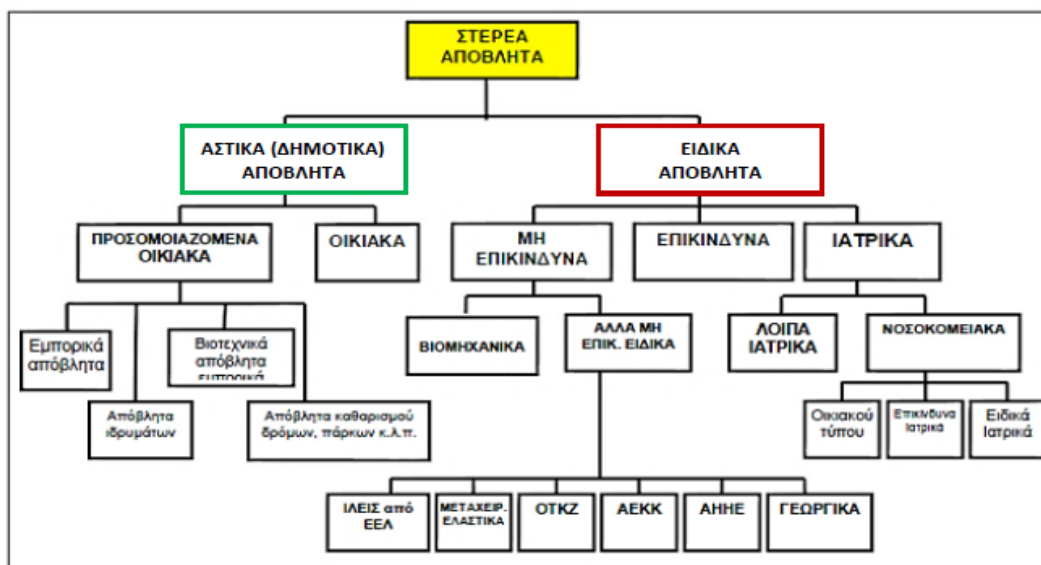 ΣΤΕΡΕΑ
ΑΠΟΒΛΗΤΑ
ΑΣΤΙΚΑ (ΔΗΜΟΤΙΚΑ)
ΑΠΟΒΛΗΤΑ
ΕΙΔΙΚΑ
ΑΠΟΒΛΗΤΑ
ΠΡΟΣΟΜΟΙΑΖΟΜΕΝΑ
ΟΙΚΙΑΚΑ
ΟΙΚΙΑΚΑ
ΜΗ
ΕΠΙΚΙΝΔΥΝΑ
ΕΠΙΚΙΝΔΥΝΑ
ΙΑΤΡΙΚΑ
Εμπορικά
απόβλητα
Βιοτεχνικά
απόβλητα
εμπορικά
ΒΙΟΜΗΧΑΝΙΚΑ
ΑΛΛΑ ΜΗ
ΕΠΙΚ. ΕΙΔΙΚΑ
ΛΟΙΠΑ
ΙΑΤΡΙΚΑ
ΝΟΣΟΚΟΜΕΙΑΚΑ
Απόβλητα
ιδρυμάτων
Απόβλητα καθαρισμού
δρόμων, πάρκων κ.λ.π.
Οικιακού
τύπου
Επικίνδυνα
Ιατρικά
Ειδικά
Ιατρικά
ΙΛΕΙΣ από
ΕΕΛ
ΜΕΤΑΧΕΙΡ.
ΕΛΑΣΤΙΚΑ
ΟΤΚΖ
ΑΕΚΚ
ΑΗΗΕ
ΓΕΩΡΓΙΚΑ